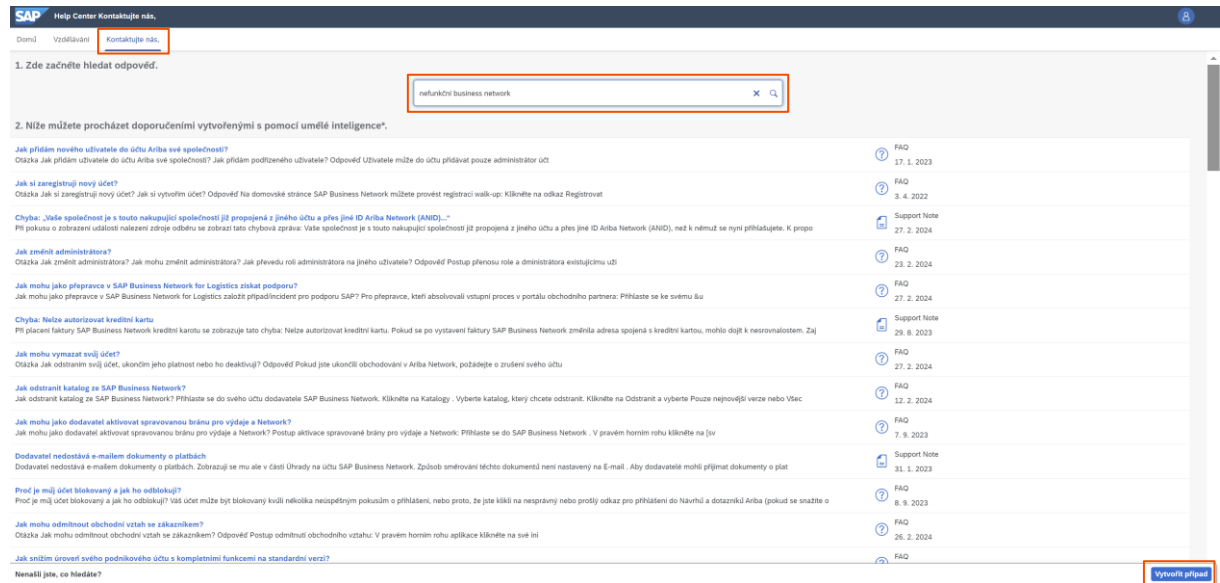 SAP Help Center Kontaktujte nás,
Domů Vzdělávání Kontaktujte nás,
1. Zde začněte hledat odpověď.
nefunkční business network
2. Níže můžete procházet doporučeními vytvořenými s pomocí umělé inteligence*.
Jak přidám nového uživatele do účtu Ariba své společnosti?
Otázka Jak přidám uživatele do účtu Ariba své společnosti? Jak přidám podřízeného uživatele? Odpověď Uživatele může do účtu přidávat pouze administrátor účt
FAQ
17. 1. 2023
Jak si zaregistruji nový účet?
Otázka Jak si zaregistruji nový účet? Jak si vytvořím účet? Odpověď Na domovské stránce SAP Business Network můžete provést registraci walk-up: Klikněte na odkaz Registrovat
FAQ
3. 4. 2022
Chyba: „Vaše společnost je s touto nakupující společností již propojená z jiného účtu a přes jiné ID Ariba Network (ANID)...“
Při pokusu o zobrazení události nalezení zdroje odběru se zobrazí tato chybová zpráva: Vaše společnost je s touto nakupující společností již propojená z jiného účtu a přes jiné ID Ariba Network (ANID), než k němuž se nyní přihlašujete. K propo
Support Note
27. 2. 2024
Jak změnit administrátora?
Otázka Jak změnit administrátora? Jak mohu změnit administrátora? Jak převedu roli administrátora na jiného uživatele? Odpověď Postup přenosu role a dministrátora existujícímu uži
FAQ
23. 2. 2024
Jak mohu jako přepravce v SAP Business Network for Logistics získat podporu?
Jak mohu jako přepravce v SAP Business Network for Logistics založit případ/incident pro podporu SAP? Pro přepravce, kteří absolvovali vstupní proces v portálu obchodního partnera: Přihlaste se ke svému &u
FAQ
27. 2. 2024
Chyba: Nelze autorizovat kreditní kartu
Při placení faktury SAP Business Network kreditní karotu se zobrazuje tato chyba: Nelze autorizovat kreditní kartu. Pokud se po vystavení faktury SAP Business Network změnila adresa spojená s kreditní kartou, mohlo dojít k nesrovnalostem. Zaj
Support Note
29. 8. 2023
Jak mohu vymazat svůj účet?
Otázka Jak odstraním svůj účet, ukončím jeho platnost nebo ho deaktivuji? Odpověď Pokud jste ukončili obchodování v Ariba Network, požádejte o zrušení svého účtu
FAQ
27. 2. 2024
Jak odstranit katalog ze SAP Business Network?
Jak odstranit katalog ze SAP Business Network? Přihlaste se do svého účtu dodavatele SAP Business Network. Klikněte na Katalogy . Vyberte katalog, který chcete odstranit. Klikněte na Odstranit a vyberte Pouze nejnovější verze nebo Všec
FAQ
12. 2. 2024
Jak mohu jako dodavatel aktivovat spravovanou bránu pro výdaje a Network?
Jak mohu jako dodavatel aktivovat spravovanou bránu pro výdaje a Network? Postup aktivace spravované brány pro výdaje a Network: Přihlaste se do SAP Business Network . V pravém horním rohu klikněte na [sv
FAQ
7. 9. 2023
Dodavatel nedostává e-mailem dokumenty o platbách
Dodavatel nedostává e-mailem dokumenty o platbách. Zobrazují se mu ale v části Úhrady na účtu SAP Business Network. Způsob směrování těchto dokumentů není nastavený na E-mail . Aby dodavatelé mohli přijímat dokumenty o plat
Support Note
31. 1. 2023
Proč je můj účet blokovaný a jak ho odblokuji?
Proč je můj účet blokovaný a jak ho odblokuji? Váš účet může být blokovaný kvůli několika neúspěšným pokusům o přihlášení, nebo proto, že jste klikli na nesprávný nebo prošlý odkaz pro přihlášení do Návrhů a dotazníků Ariba (pokud se snažíte o
FAQ
8. 9. 2023
Jak mohu odmítnout obchodní vztah se zákazníkem?
Otázka Jak mohu odmítnout obchodní vztah se zákazníkem? Odpověď Postup odmítnutí obchodního vztahu: V pravém horním rohu aplikace klikněte na své ini
FAQ
26. 2. 2024
Jak snížím úroveň svého podnikového účtu s kompletními funkcemi na standardní verzi?
FAQ
Nenašli jste, co hledáte?
Vytvořit případ